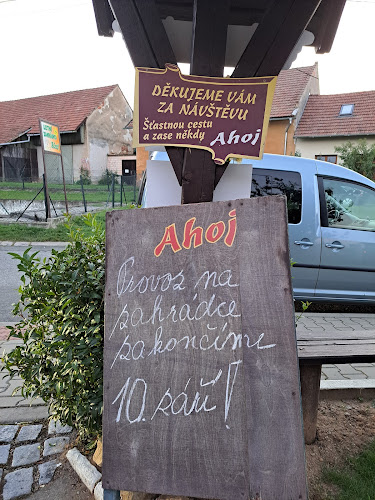 DĚKUJEME VÁM
ZA NÁVŠTĚVU
Šťastnou cestu
a zase někdy Ahoj
Ahoj
Provoz na
zahrádce
zakončíme
10. září!